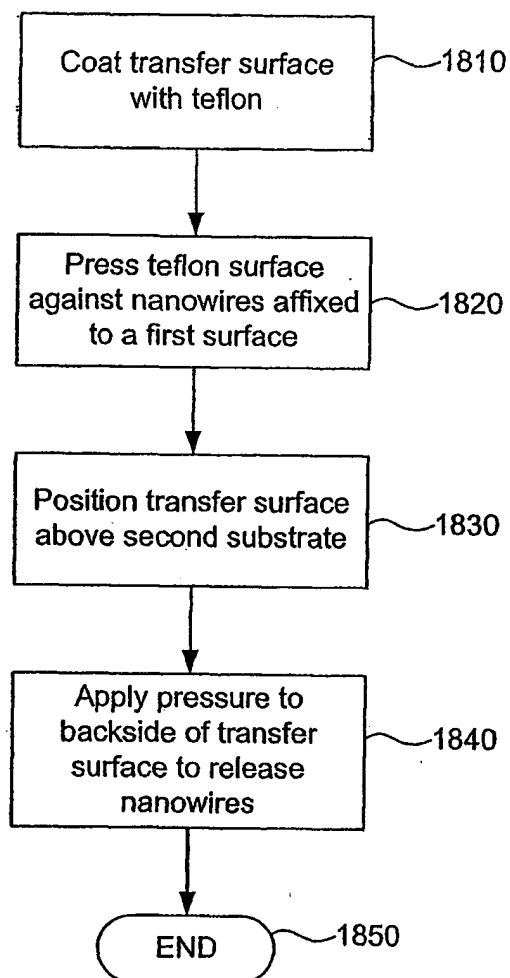 Coat transfer surface
with teflon
1810
Press teflon surface
against nanowires affixed
to a first surface
1820
Position transfer surface
above second substrate
1830
Apply pressure to
backside of transfer
surface to release
nanowires
1840
END
1850